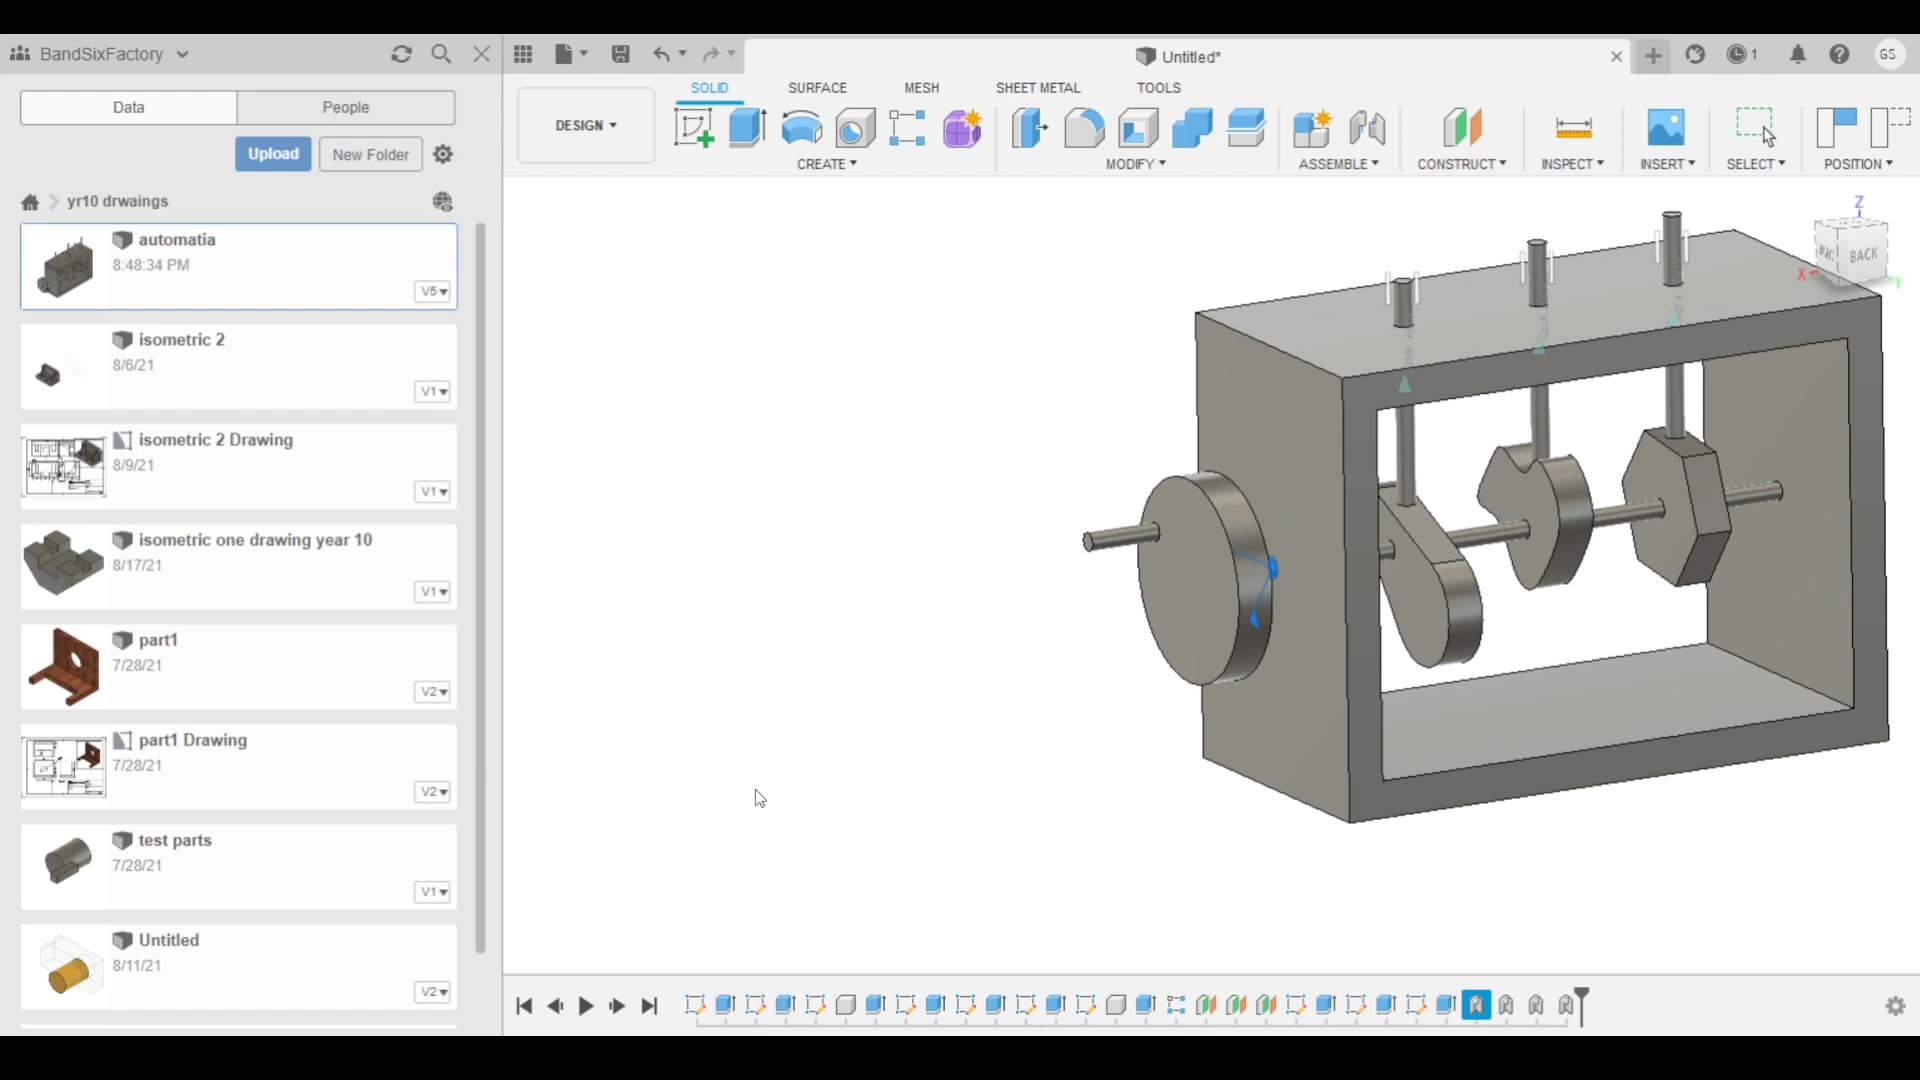 BandSixFactory
Untitled*
1
GS
Data
People
Upload
New Folder
yr10 drwaings
automatia
8:48:34 PM
V5
isometric 2
8/6/21
V1
isometric 2 Drawing
8/9/21
V1
isometric one drawing year 10
8/17/21
V1
part1
7/28/21
V2
part1 Drawing
7/28/21
V2
test parts
7/28/21
V1
Untitled
8/11/21
V2
DESIGN
SOLID
SURFACE
MESH
SHEET METAL
TOOLS
CREATE
MODIFY
ASSEMBLE
CONSTRUCT
INSPECT
INSERT
SELECT
POSITION
Z
BACK
X
Y